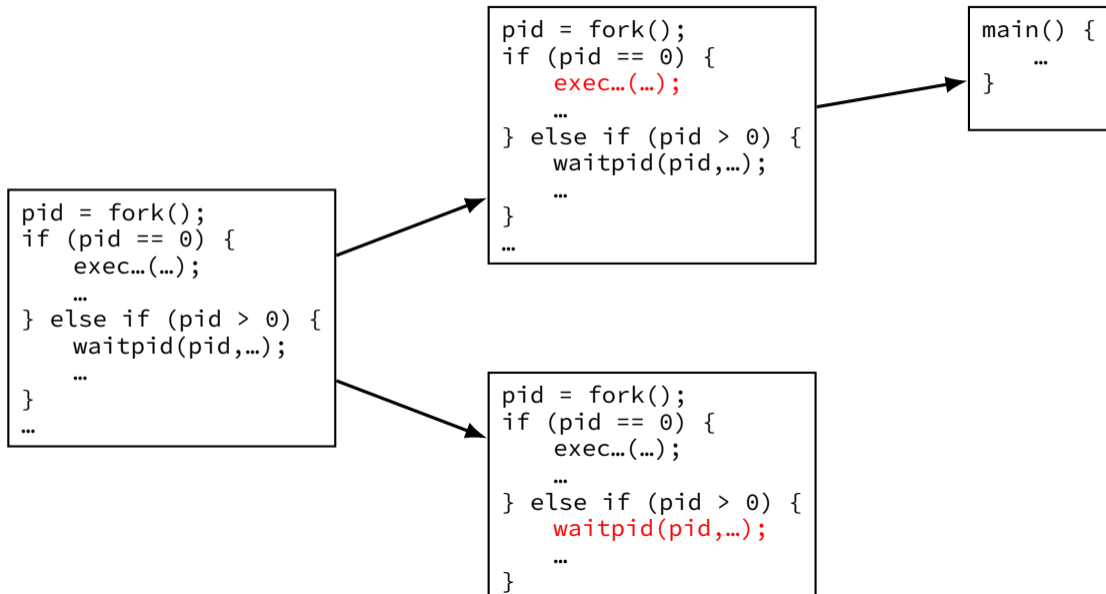 pid = fork();
if (pid == 0) {
    exec…(…);
    …
} else if (pid > 0) {
    waitpid(pid,…);
    …
}
…
pid = fork();
if (pid == 0) {
    exec…(…);
    …
} else if (pid > 0) {
    waitpid(pid,…);
    …
}
…
main() {
    …
}
pid = fork();
if (pid == 0) {
    exec…(…);
    …
} else if (pid > 0) {
    waitpid(pid,…);
    …
}